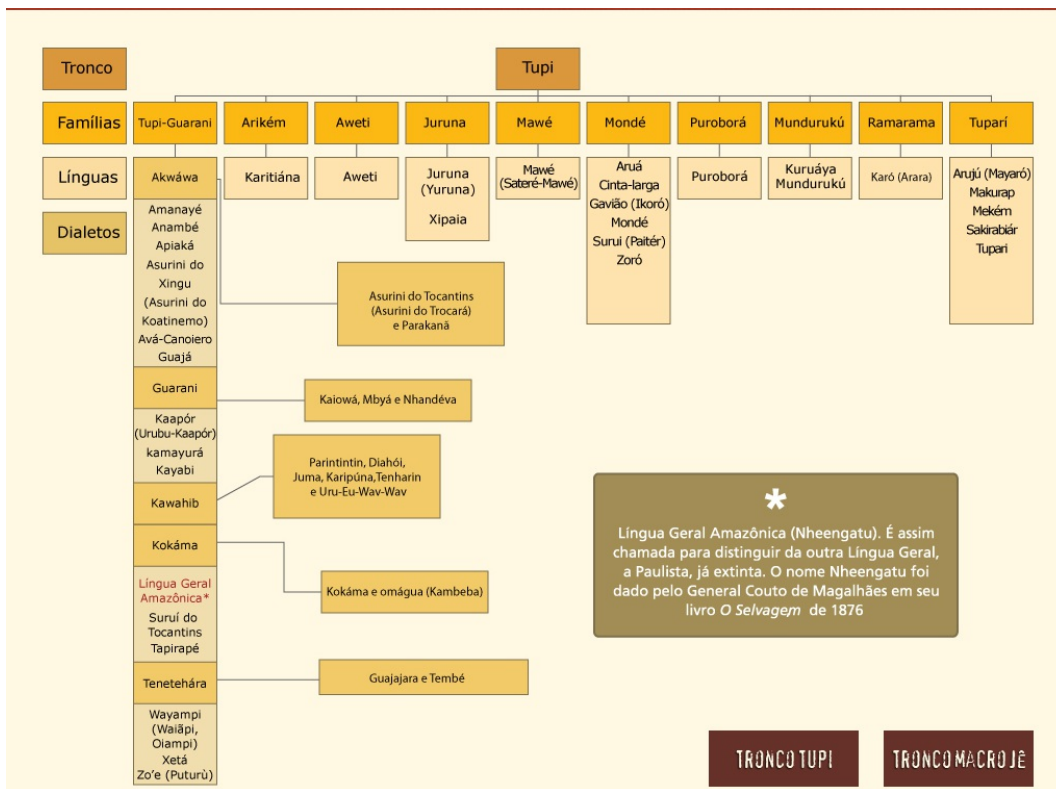 Tronco
Tupi
Famílias
Tupi-Guarani
Arikém
Aweti
Juruna
Mawé
Mondé
Puroborá
Mundurukú
Ramarama
Tuparí
Línguas
Dialetos
Akwáwa
Amanayé
Anambé
Apiaká
Asurini do
Xingu
(Asurini do
Koatinemo)
Avá-Canoiero
Guajá
Guarani
Kaapór
(Urubu-Kaapór)
kamayurá
Kayabi
Kawahib
Kokáma
Língua Geral
Amazônica*
Suruí do
Tocantins
Tapirapé
Tenetehára
Wayampi
(Waiãpi,
Oiampi)
Xetá
Zo'e (Puturù)
Karitiána
Aweti
Juruna
(Yuruna)
Xipaia
Mawé
(Sateré-Mawé)
Aruá
Cinta-larga
Gavião (Ikoró)
Mondé
Surui (Paitér)
Zoró
Puroborá
Kuruáya
Mundurukú
Karó (Arara)
Arujú (Mayaró)
Makurap
Mekém
Sakirabiár
Tupari
Asurini do Tocantins
(Asurini do Trocará)
e Parakanã
Kaiowá, Mbyá e Nhandéva
Parintintin, Diahói,
Juma, Karipúna,Tenharin
e Uru-Eu-Wav-Wav
Kokáma e omágua (Kambeba)
Guajajara e Tembé
*
Língua Geral Amazônica (Nheengatu). É assim
chamada para distinguir da outra Língua Geral,
a Paulista, já extinta. O nome Nheengatu foi
dado pelo General Couto de Magalhães em seu
livro O Selvagem de 1876
TRONCO TUPI
TRONCO MACRO JÊ